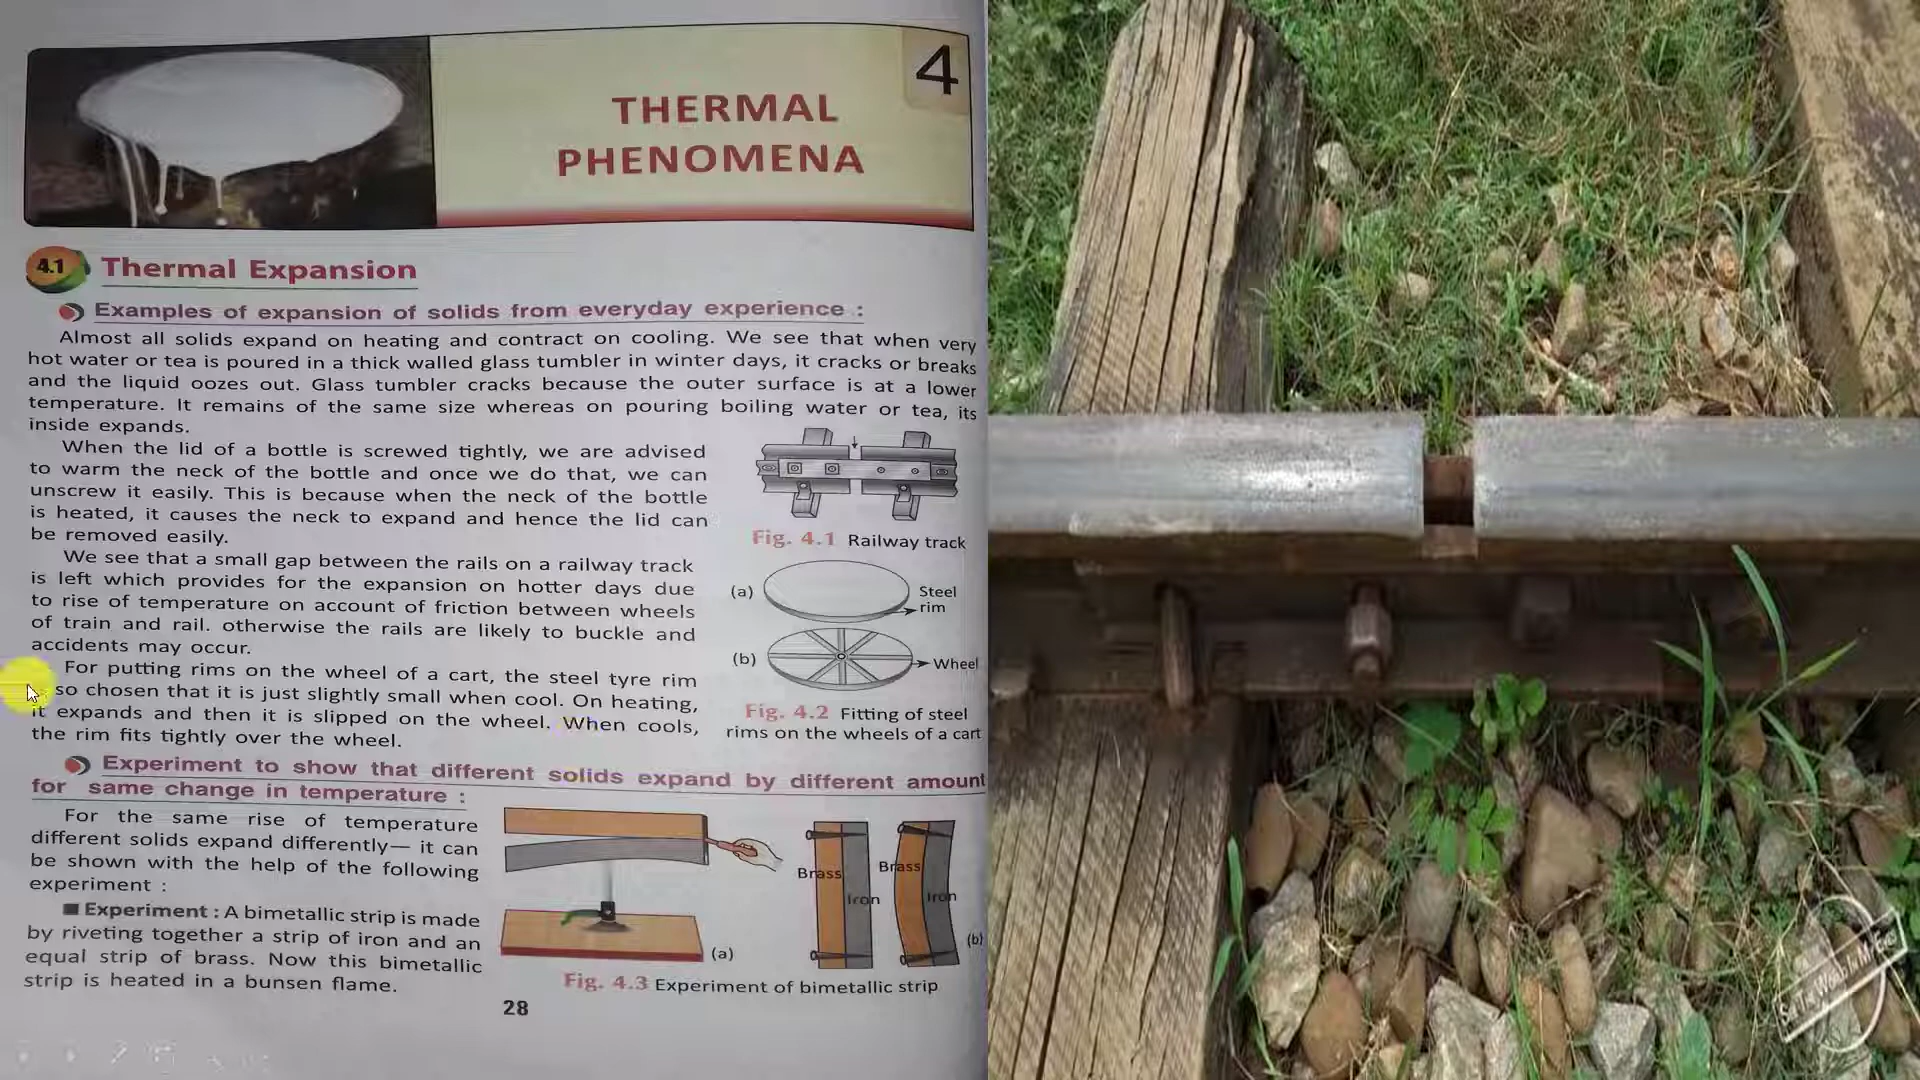 4
THERMAL
PHENOMENA
4.1 Thermal Expansion
Examples of expansion of solids from everyday experience :
Almost all solids expand on heating and contract on cooling. We see that when very
hot water or tea is poured in a thick walled glass tumbler in winter days, it cracks or breaks
and the liquid oozes out. Glass tumbler cracks because the outer surface is at a lower
temperature. It remains of the same size whereas on pouring boiling water or tea, its
inside expands.
When the lid of a bottle is screwed tightly, we are advised
to warm the neck of the bottle and once we do that, we can
unscrew it easily. This is because when the neck of the bottle
is heated, it causes the neck to expand and hence the lid can
be removed easily.
Fig. 4.1 Railway track
We see that a small gap between the rails on a railway track
is left which provides for the expansion on hotter days due
to rise of temperature on account of friction between wheels
of train and rail. otherwise the rails are likely to buckle and
accidents may occur.
For putting rims on the wheel of a cart, the steel tyre rim
so chosen that it is just slightly small when cool. On heating,
it expands and then it is slipped on the wheel. When cools,
the rim fits tightly over the wheel.
(a)
Steel
rim
(b)
Wheel
Fig. 4.2 Fitting of steel
rims on the wheels of a cart
Experiment to show that different solids expand by different amount
for same change in temperature :
For the same rise of temperature
different solids expand differently— it can
be shown with the help of the following
experiment :
Experiment : A bimetallic strip is made
by riveting together a strip of iron and an
equal strip of brass. Now this bimetallic
strip is heated in a bunsen flame.
(a)
Brass
Iron
Brass
Iron
(b)
Fig. 4.3 Experiment of bimetallic strip
28